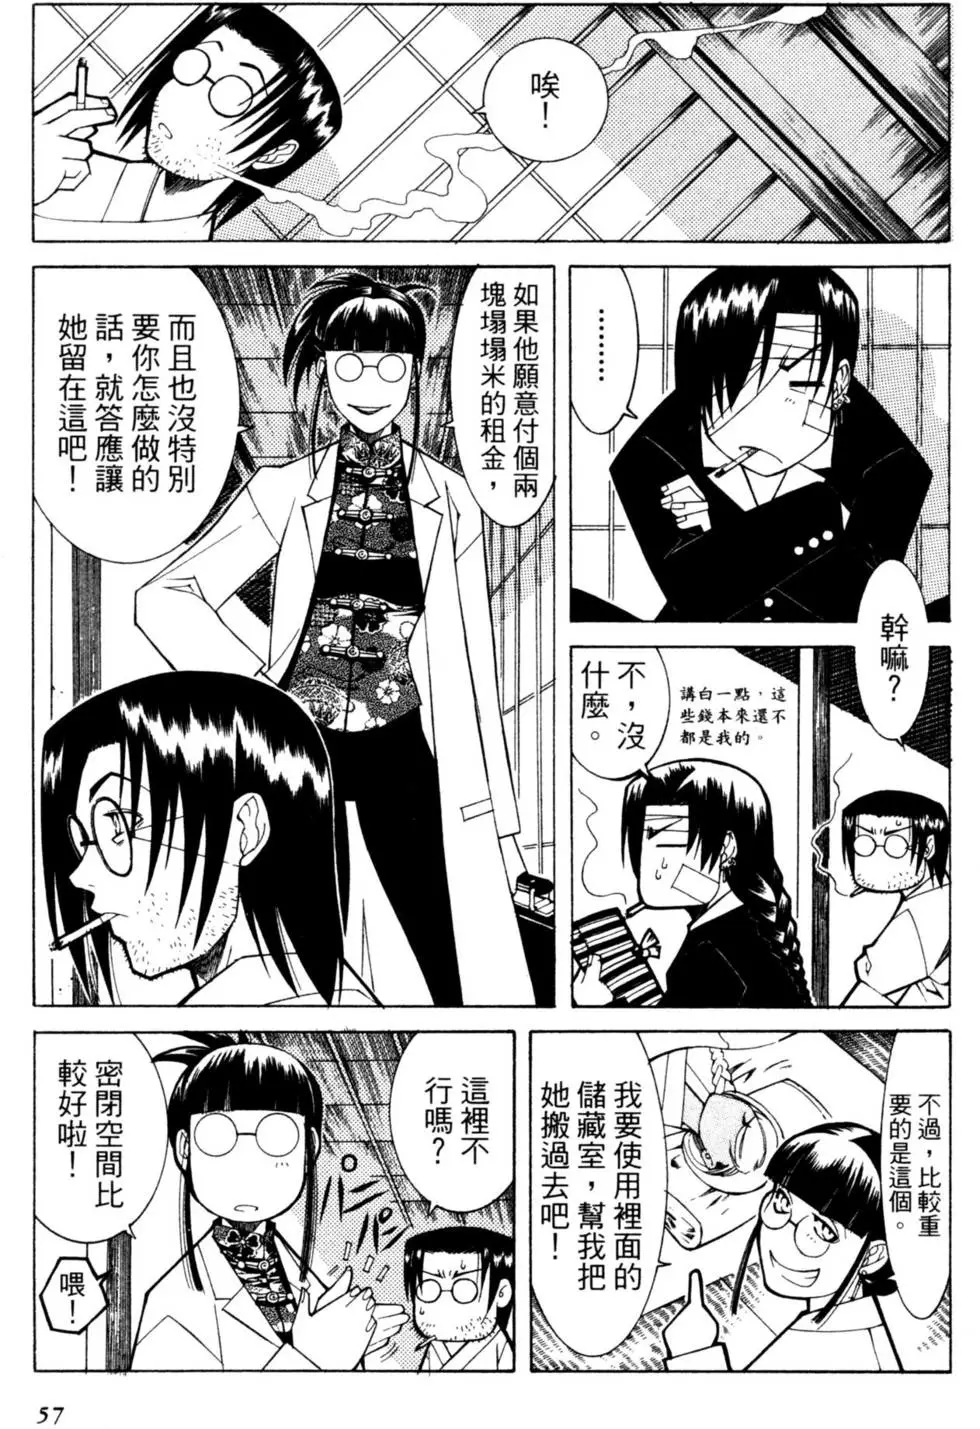 唉！
………
如果他願意付個兩
塊塌塌米的租金，
而且也沒特別
要你怎麼做的
話，就答應讓
她留在這吧！
幹嘛？
不，沒
什麼。
講白一點，這
些錢本來還不
都是我的。
不過，比較重
要的是這個。
我要使用裡面的
儲藏室，幫我把
她搬過去吧！
這裡不
行嗎？
パンパン。
密閉空間比
較好啦！
喂！
57